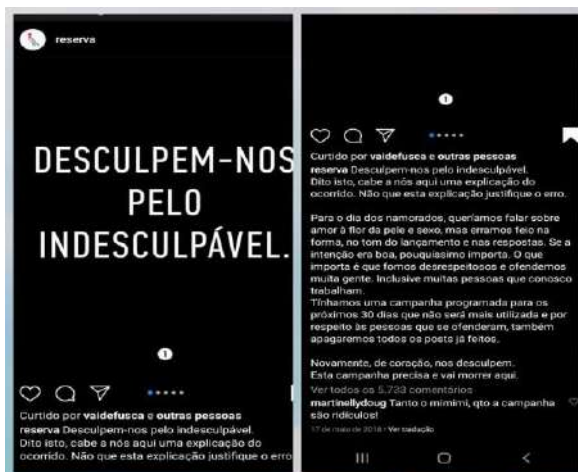 reserva
DESCULPEM-NOS
PELO
INDESCULPÁVEL.
1
Curtido por vaidefusca e outras pessoas
reserva Desculpem-nos pelo indesculpável.
Dito isto, cabe a nós aqui uma explicação do
ocorrido. Não que esta explicação justifique o erro
1
Curtido por vaidefusca e outras pessoas
reserva Desculpem-nos pelo indesculpável.
Dito isto, cabe a nós aqui uma explicação do
ocorrido. Não que esta explicação justifique o erro.
Para o dia dos namorados, queríamos falar sobre
amor à flor da pele e sexo, mas erramos feio na
forma, no tom do lançamento e nas respostas. Se a
intenção era boa, pouquíssimo importa. O que
importa é que fomos desrespeitosos e ofendemos
muita gente. Inclusive muitas pessoas que conosco
trabalham.
Tínhamos uma campanha programada para os
próximos 30 dias que não será mais utilizada e por
respeito às pessoas que se ofenderam, também
apagaremos todos os posts já feitos.
Novamente, de coração, nos desculpem.
Esta campanha precisa e vai morrer aqui.
Ver todos os 5.733 comentários
martinellydoug Tanto o mimimi, qto a campanha
são ridículos!
17 de maio de 2018 • Ver tradução